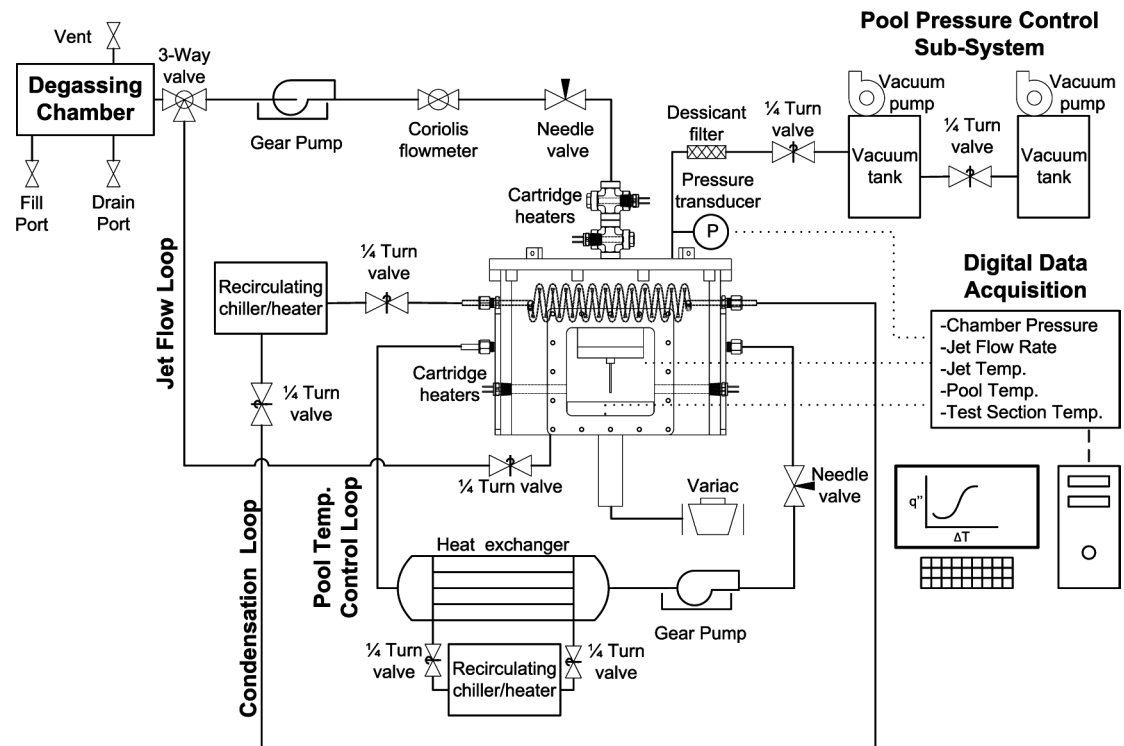 Pool Pressure Control
Sub-System
Vent
3-Way
valve
Degassing
Chamber
Gear Pump
Coriolis
flowmeter
Needle
valve
Dessicant
filter
¼ Turn
valve
Vacuum
pump
Vacuum
tank
¼ Turn
valve
Vacuum
pump
Vacuum
tank
Fill
Port
Drain
Port
Cartridge
heaters
Pressure
transducer
P
Jet Flow Loop
Recirculating
chiller/heater
¼ Turn
valve
Digital Data
Acquisition
-Chamber Pressure
-Jet Flow Rate
-Jet Temp.
-Pool Temp.
-Test Section Temp.
¼ Turn
valve
Cartridge
heaters
¼ Turn valve
Variac
Needle
valve
q"
ΔT
Condensation Loop
Pool Temp.
Control Loop
Heat exchanger
Gear Pump
¼ Turn
valve
Recirculating
chiller/heater
¼ Turn
valve